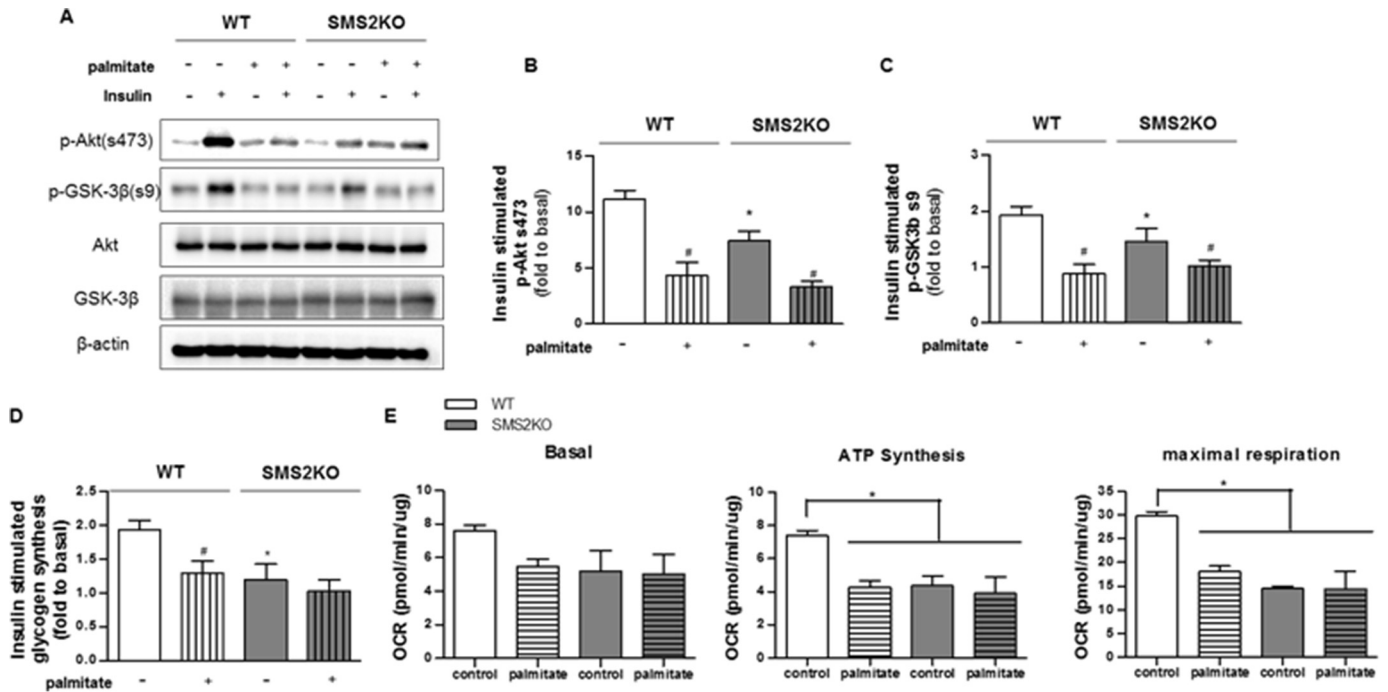 A
WT SMS2KO
palmitate - - + + - - + +
Insulin - + - + - + - +
p-Akt(s473)
p-GSK-3β(s9)
Akt
GSK-3β
β-actin
B
WT SMS2KO
Insulin stimulated
p-Akt s473
(fold to basal)
15
10
5
0
* # #
palmitate - + - +
C
WT SMS2KO
Insulin stimulated
p-GSK3b s9
(fold to basal)
3
2
1
0
* # #
palmitate - + - +
D
WT SMS2KO
Insulin stimulated
glycogen synthesis
(fold to basal)
2.5
2.0
1.5
1.0
0.5
0.0
# *
palmitate - + - +
E
WT
SMS2KO
Basal
OCR (pmol/min/ug)
10
8
6
4
2
0
control palmitate control palmitate
ATP Synthesis
OCR (pmol/min/ug)
10
8
6
4
2
0
*
control palmitate control palmitate
maximal respiration
OCR (pmol/min/ug)
35
30
25
20
15
10
5
0
*
control palmitate control palmitate